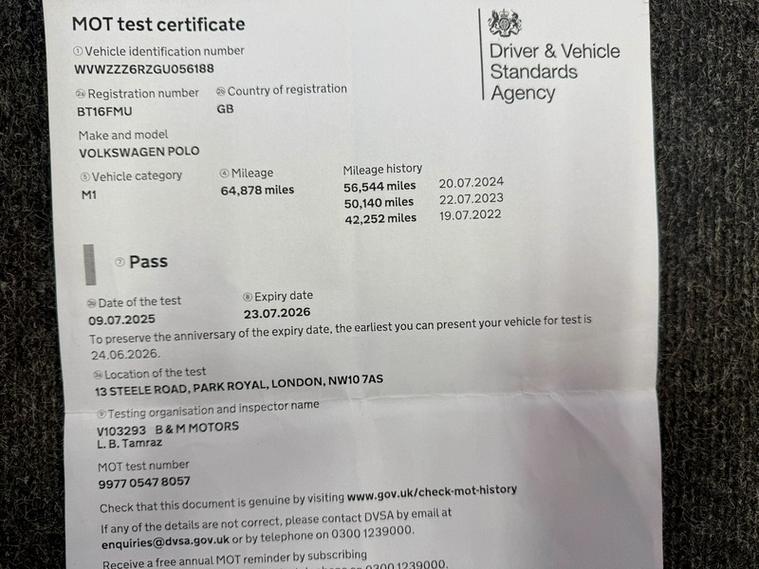 MOT test certificate
Driver & Vehicle
Standards
Agency
① Vehicle identification number
WVWZZZ6RZGU056188
Registration number
BT16FMU
Country of registration
GB
Make and model
VOLKSWAGEN POLO
⑤ Vehicle category
M1
④ Mileage
64,878 miles
Mileage history
56,544 miles 20.07.2024
50,140 miles 22.07.2023
42,252 miles 19.07.2022
⑦ Pass
Date of the test
09.07.2025
⑧ Expiry date
23.07.2026
To preserve the anniversary of the expiry date, the earliest you can present your vehicle for test is
24.06.2026.
Location of the test
13 STEELE ROAD, PARK ROYAL, LONDON, NW10 7AS
⑨ Testing organisation and inspector name
V103293 B & M MOTORS
L. B. Tamraz
MOT test number
9977 0547 8057
Check that this document is genuine by visiting www.gov.uk/check-mot-history
If any of the details are not correct, please contact DVSA by email at
enquiries@dvsa.gov.uk or by telephone on 0300 1239000.
Receive a free annual MOT reminder by subscribing
0300 1239000.